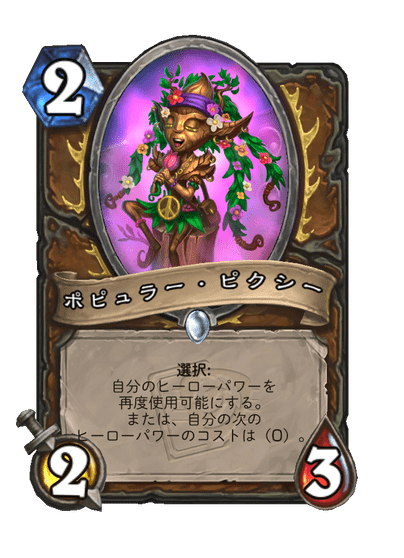 2
ポピュラー・ピクシー
選択:
自分のヒーローパワーを
再度使用可能にする。
または、自分の次の
ヒーローパワーのコストは(0)。
2
3